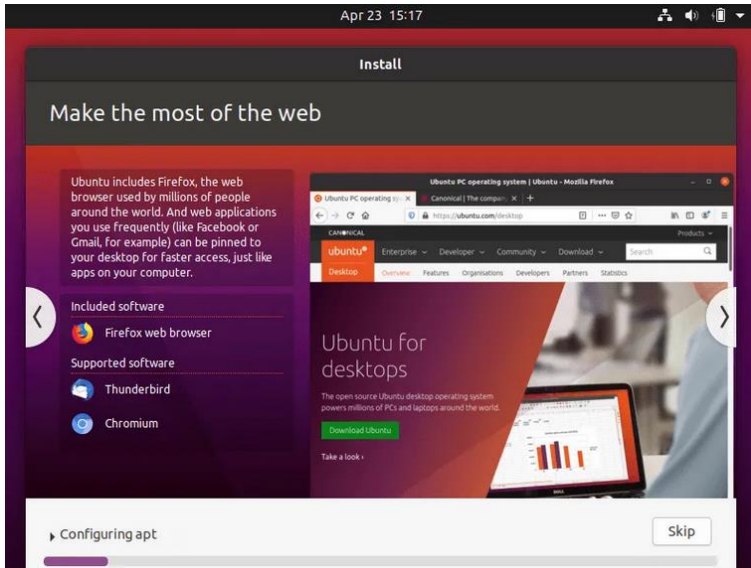 Apr 23 15:17
Install
Make the most of the web
Ubuntu includes Firefox, the web
browser used by millions of people
around the world. And web applications
you use frequently (like Facebook or
Gmail, for example) can be pinned to
your desktop for faster access, just like
apps on your computer.
Included software
Firefox web browser
Supported software
Thunderbird
Chromium
Ubuntu PC operating system | Ubuntu - Mozilla Firefox
Ubuntu PC operating sy
Canonical | The company
https://ubuntu.com/desktop
CANONICAL
Products
ubuntu Enterprise Developer Community Download Search
Desktop Overview Features Organisations Developers Partners Statistics
Ubuntu for
desktops
The open source Ubuntu desktop operating system
powers millions of PCs and laptops around the world.
Download Ubuntu
Take a look ›
DELL
Configuring apt
Skip